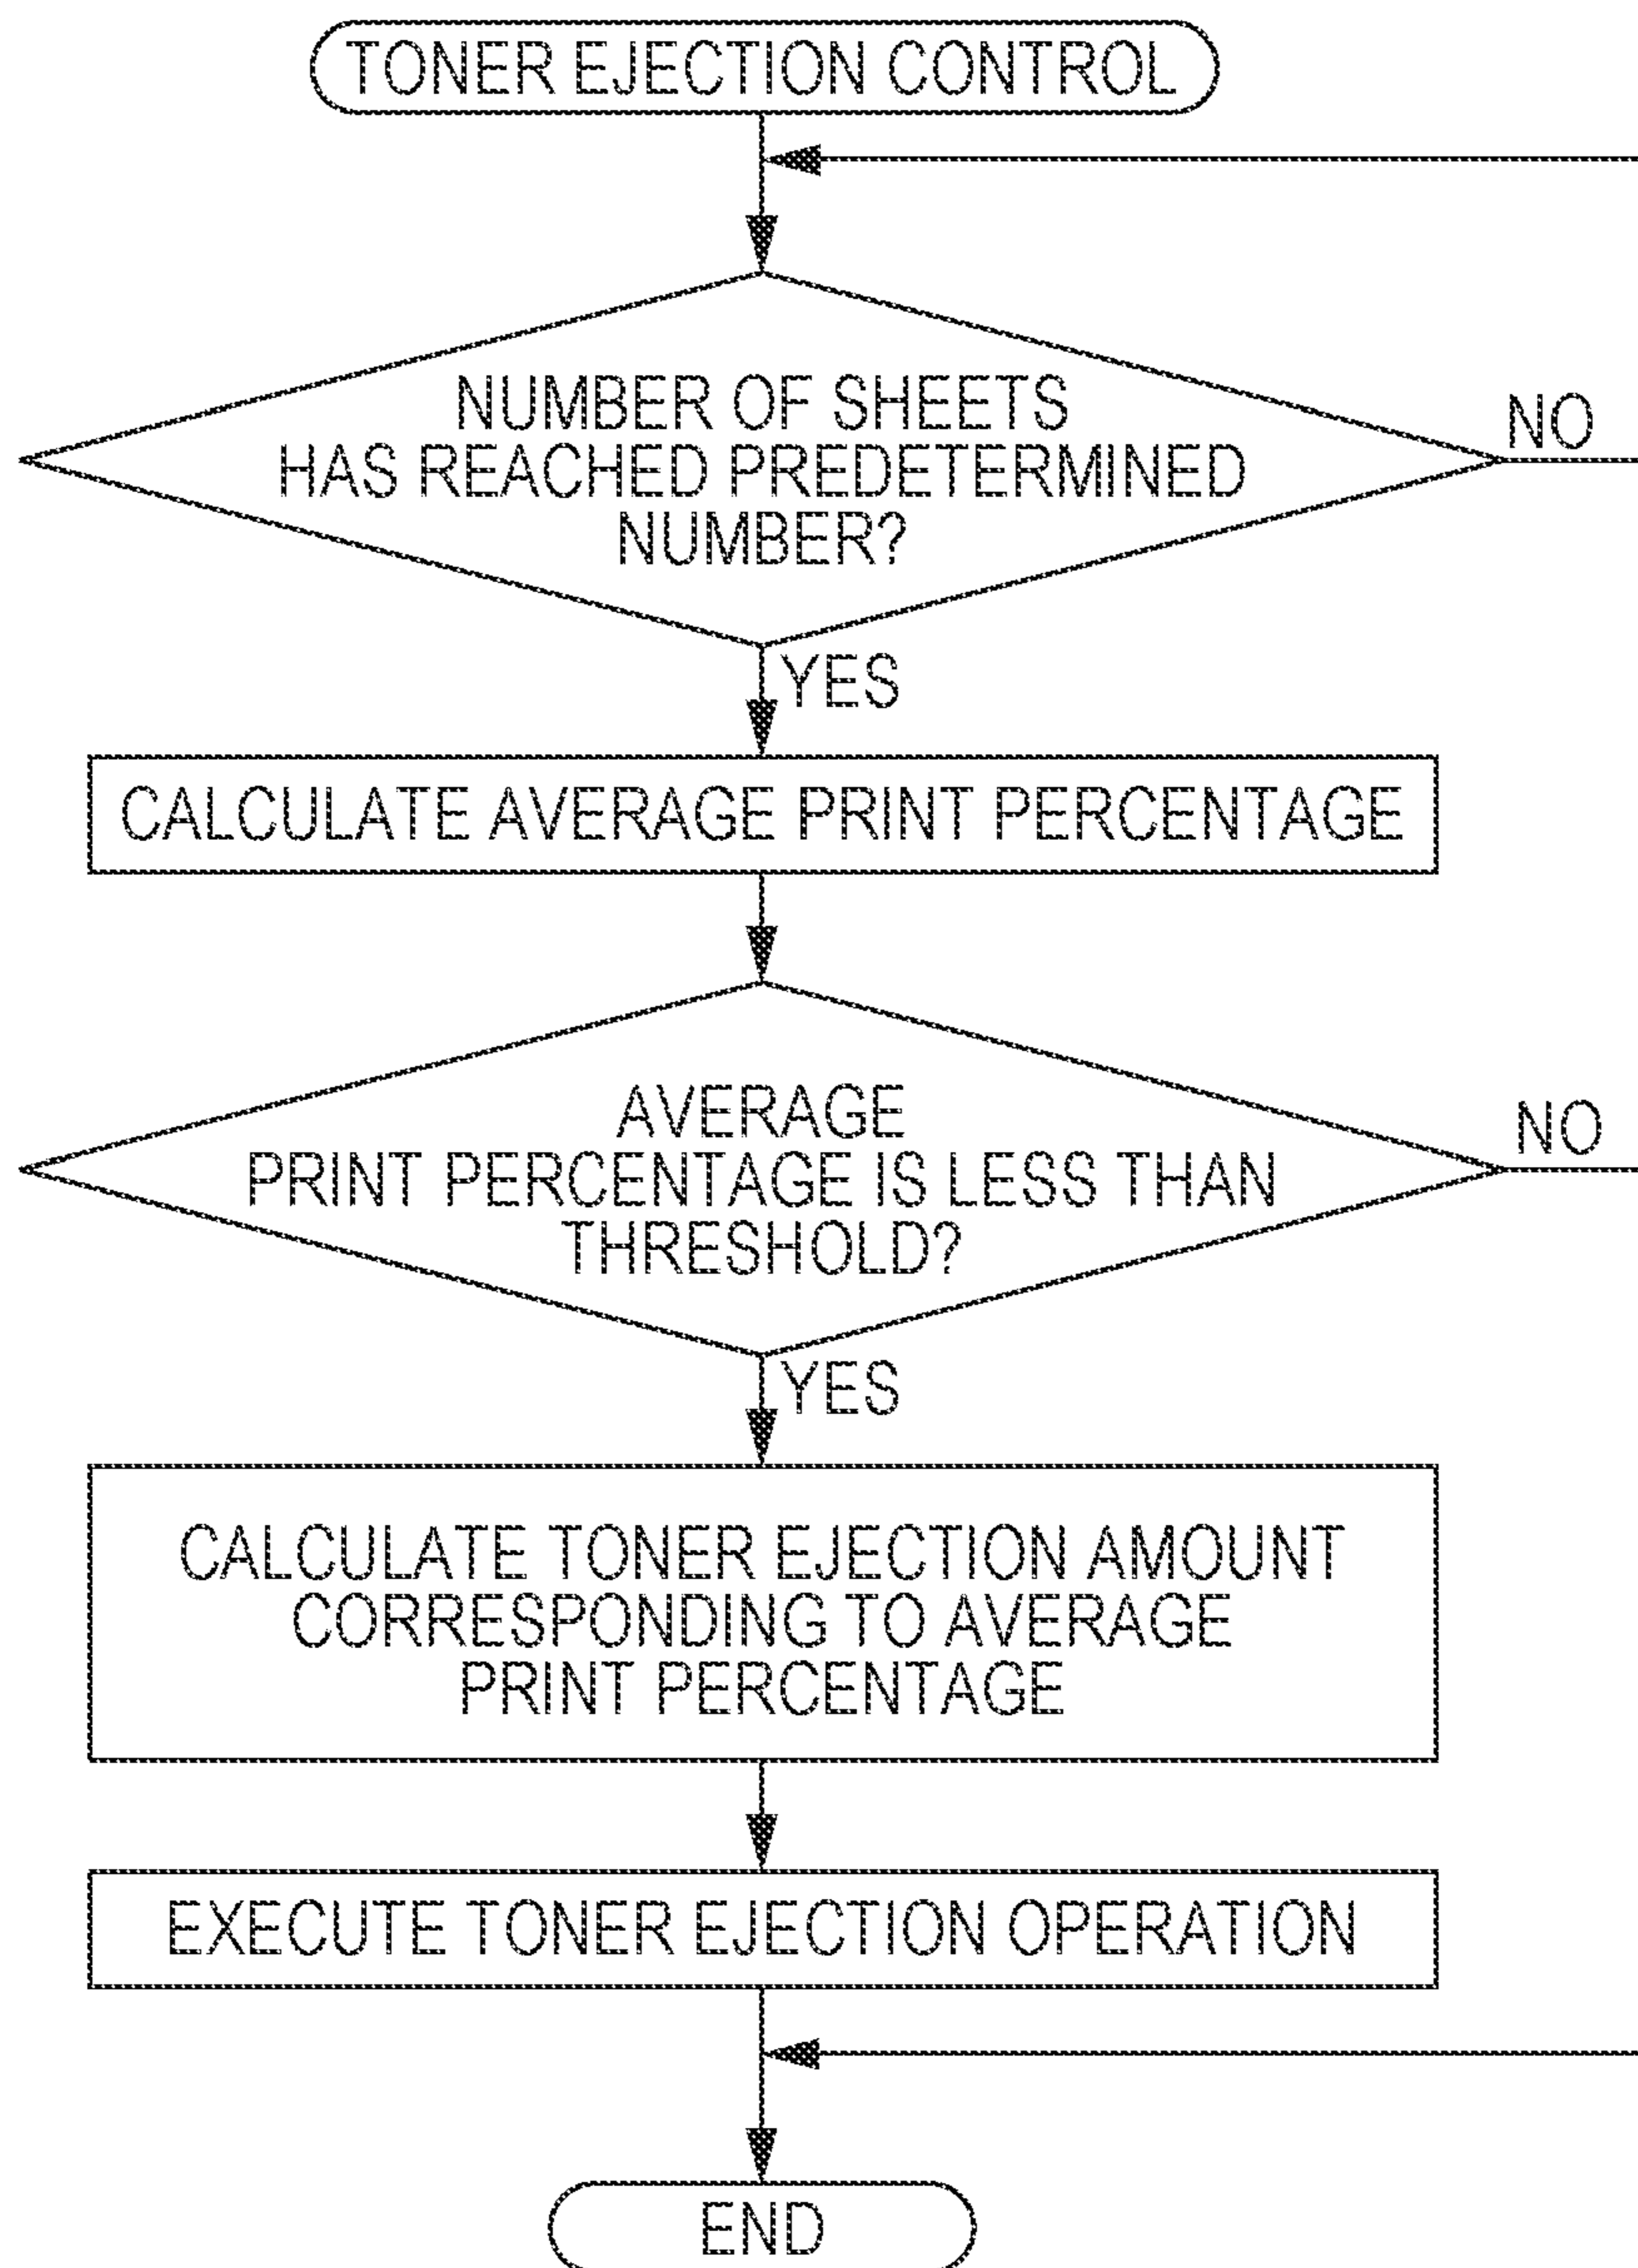 TONER EJECTION CONTROL
NUMBER OF SHEETS
HAS REACHED PREDETERMINED
NUMBER?
NO
YES
CALCULATE AVERAGE PRINT PERCENTAGE
AVERAGE
PRINT PERCENTAGE IS LESS THAN
THRESHOLD?
NO
YES
CALCULATE TONER EJECTION AMOUNT
CORRESPONDING TO AVERAGE
PRINT PERCENTAGE
EXECUTE TONER EJECTION OPERATION
END